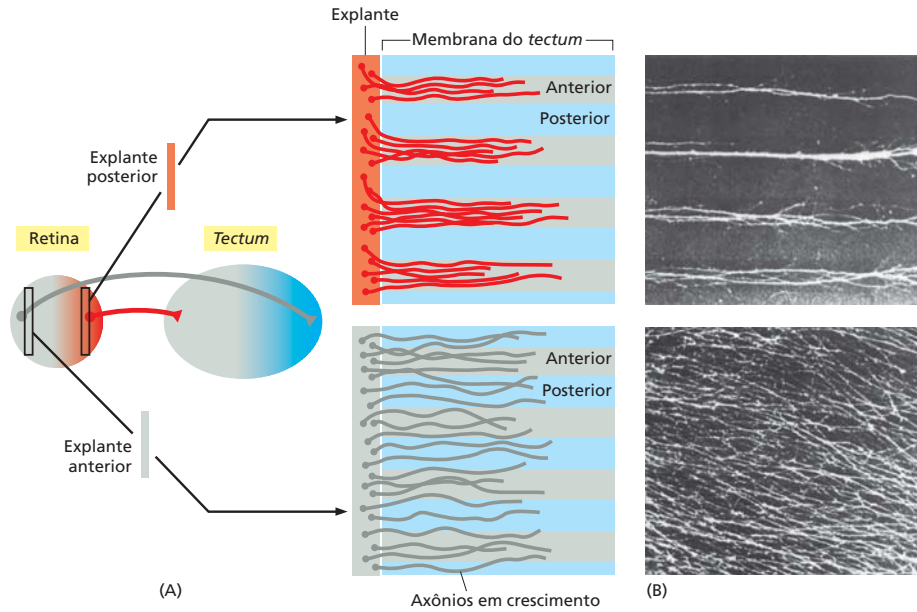 Explante
Membrana do tectum
Anterior
Posterior
Explante
posterior
Retina
Tectum
Anterior
Posterior
Explante
anterior
(A)
Axônios em crescimento
(B)